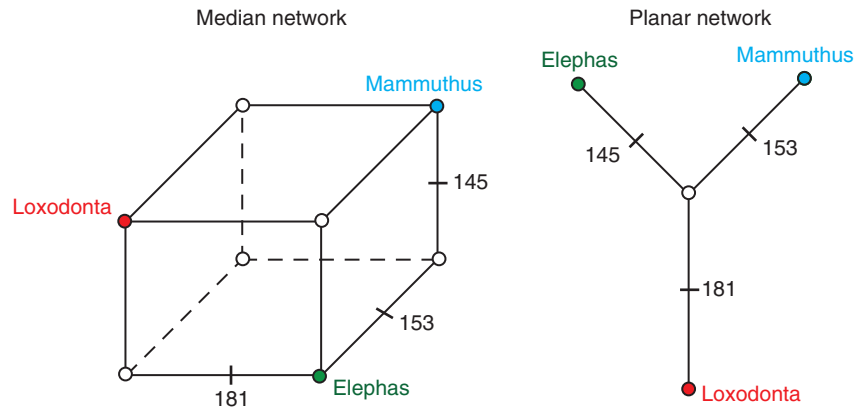 Median network
Mammuthus
145
Loxodonta
153
181
Elephas
Planar network
Mammuthus
Elephas
145
153
181
Loxodonta